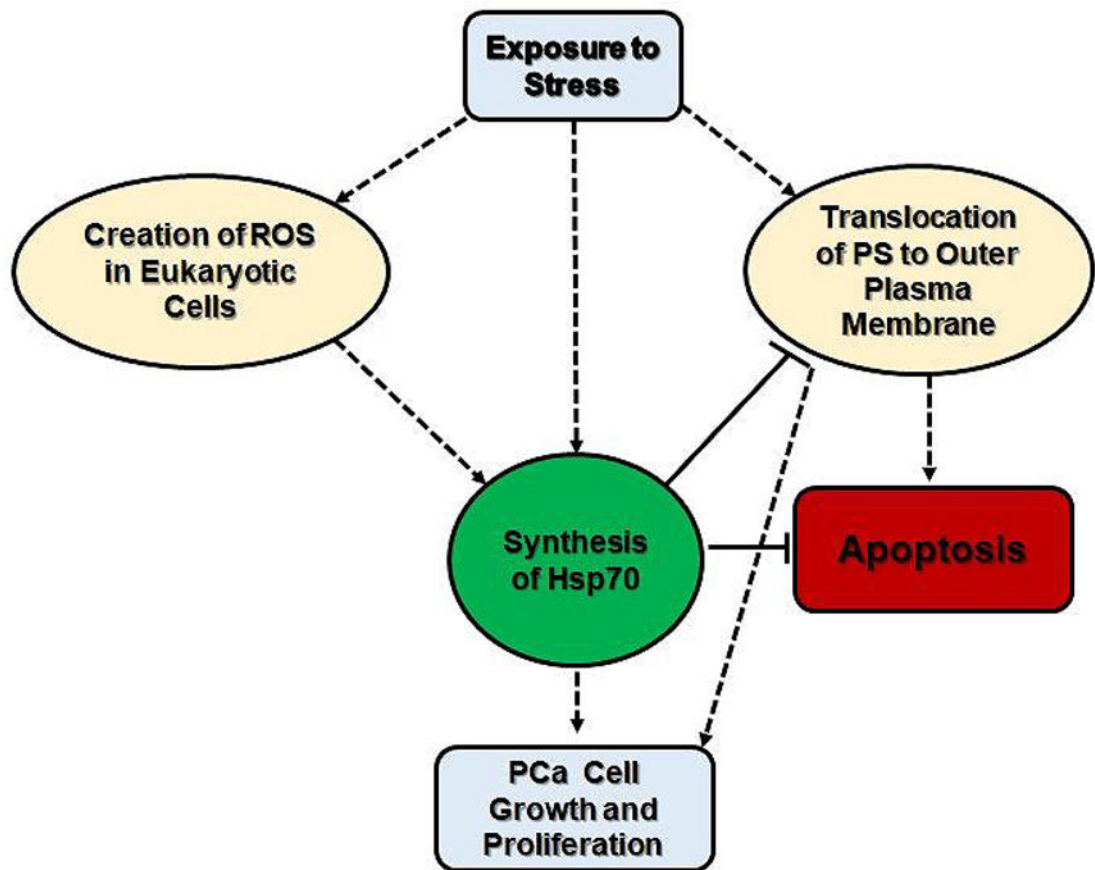 Exposure to
Stress
Creation of ROS
in Eukaryotic
Cells
Translocation
of PS to Outer
Plasma
Membrane
Synthesis
of Hsp70
Apoptosis
PCa Cell
Growth and
Proliferation